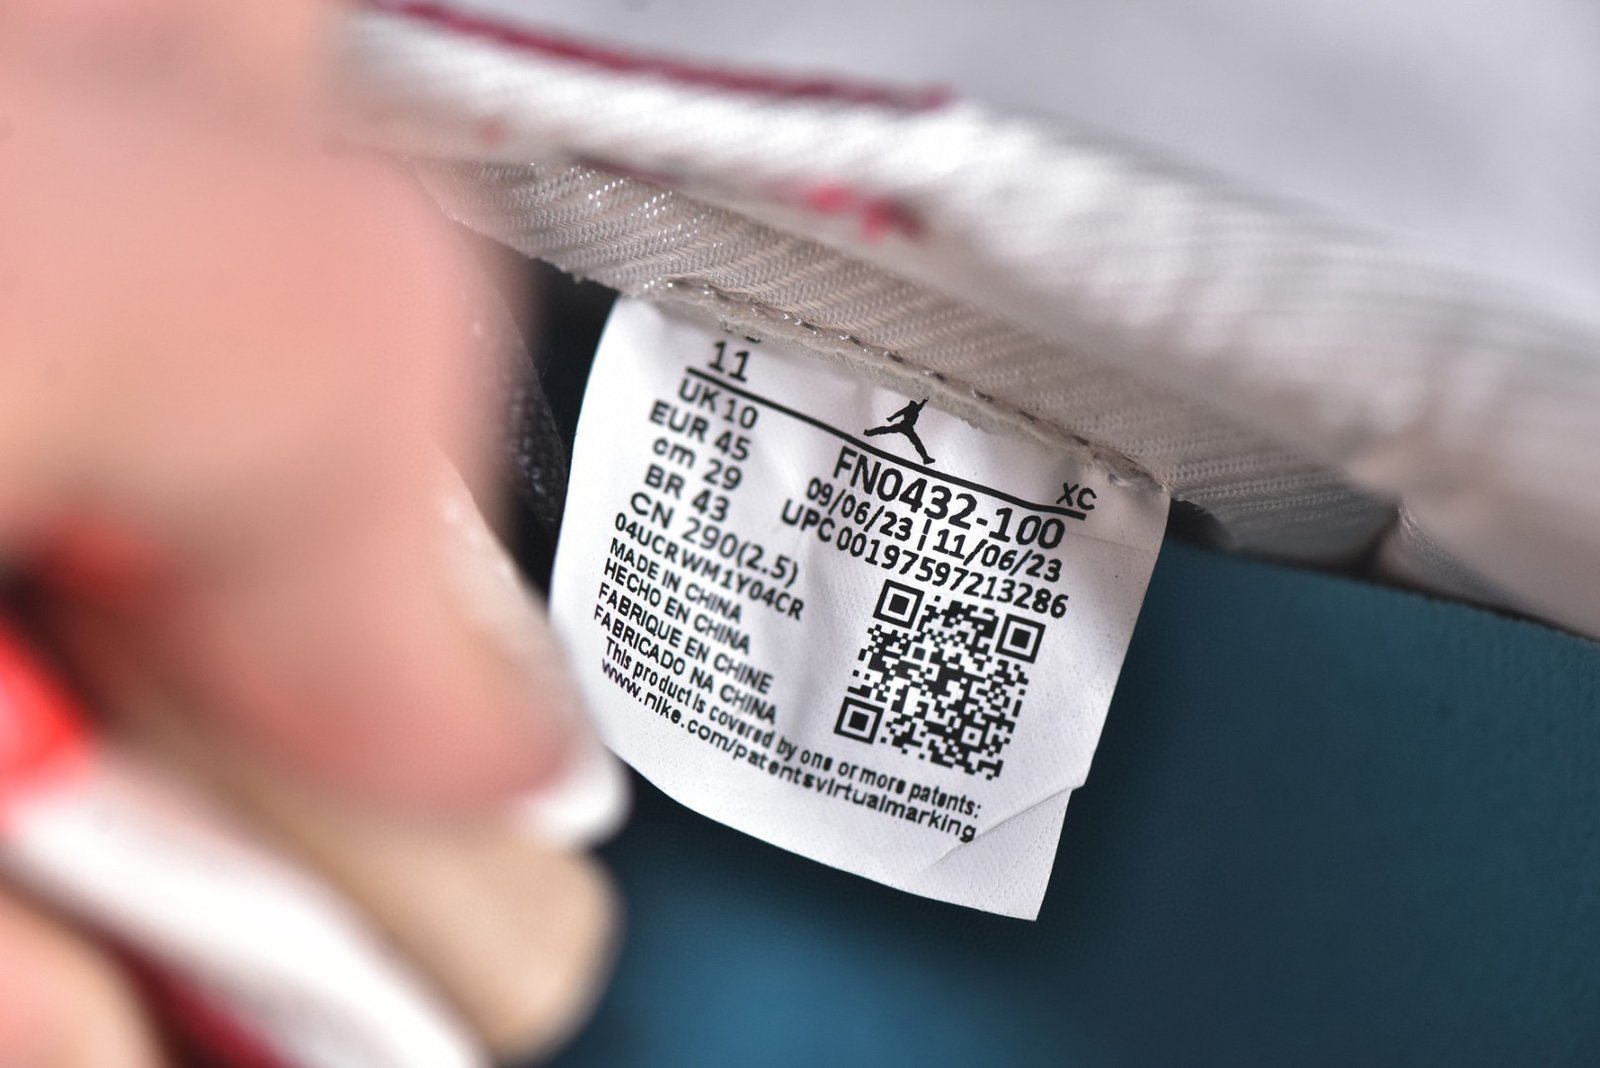 11
UK 10
EUR 45
cm 29
BR 43
CN 290(2.5)
04UCRWM1Y04CR
MADE IN CHINA
HECHO EN CHINA
FABRIQUE EN CHINE
FABRICADO NA CHINA
This product is covered by one or more patents:
www.nike.com/patentsvirtualmarking
XC
FN0432-100
09/06/23 | 11/06/23
UPC 00197597213286